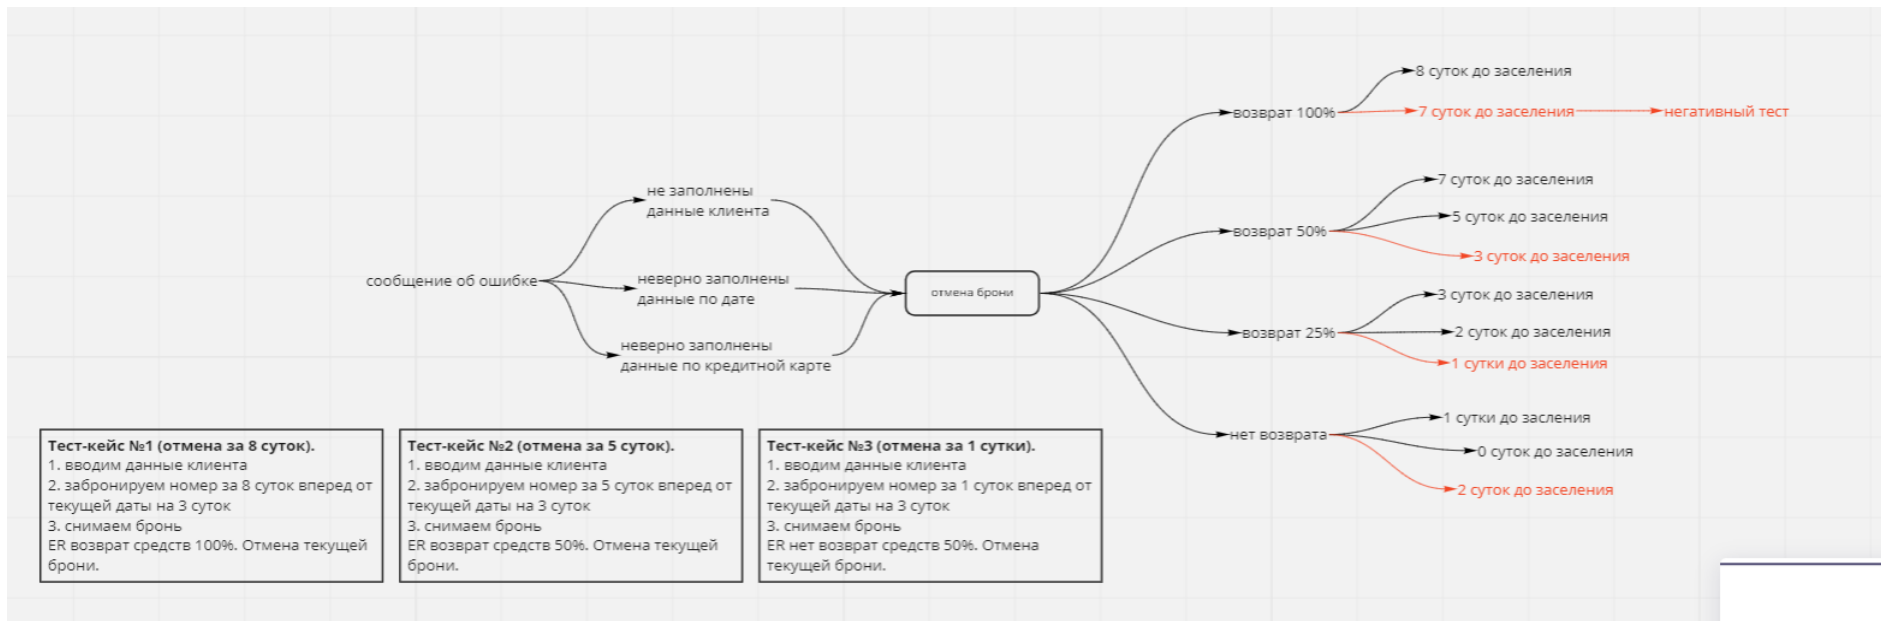 сообщение об ошибке
не заполнены
данные клиента
неверно заполнены
данные по дате
неверно заполнены
данные по кредитной карте
отмена брони
возврат 100%
8 суток до заселения
7 суток до заселения
негативный тест
возврат 50%
7 суток до заселения
5 суток до заселения
3 суток до заселения
возврат 25%
3 суток до заселения
2 суток до заселения
1 сутки до заселения
нет возврата
1 сутки до засления
0 суток до заселения
2 суток до заселения
Тест-кейс №1 (отмена за 8 суток).
1. вводим данные клиента
2. забронируем номер за 8 суток вперед от
текущей даты на 3 суток
3. снимаем бронь
ER возврат средств 100%. Отмена текущей
брони.
Тест-кейс №2 (отмена за 5 суток).
1. вводим данные клиента
2. забронируем номер за 5 суток вперед от
текущей даты на 3 суток
3. снимаем бронь
ER возврат средств 50%. Отмена текущей
брони.
Тест-кейс №3 (отмена за 1 сутки).
1. вводим данные клиента
2. забронируем номер за 1 суток вперед от
текущей даты на 3 суток
3. снимаем бронь
ER нет возврат средств 50%. Отмена
текущей брони.